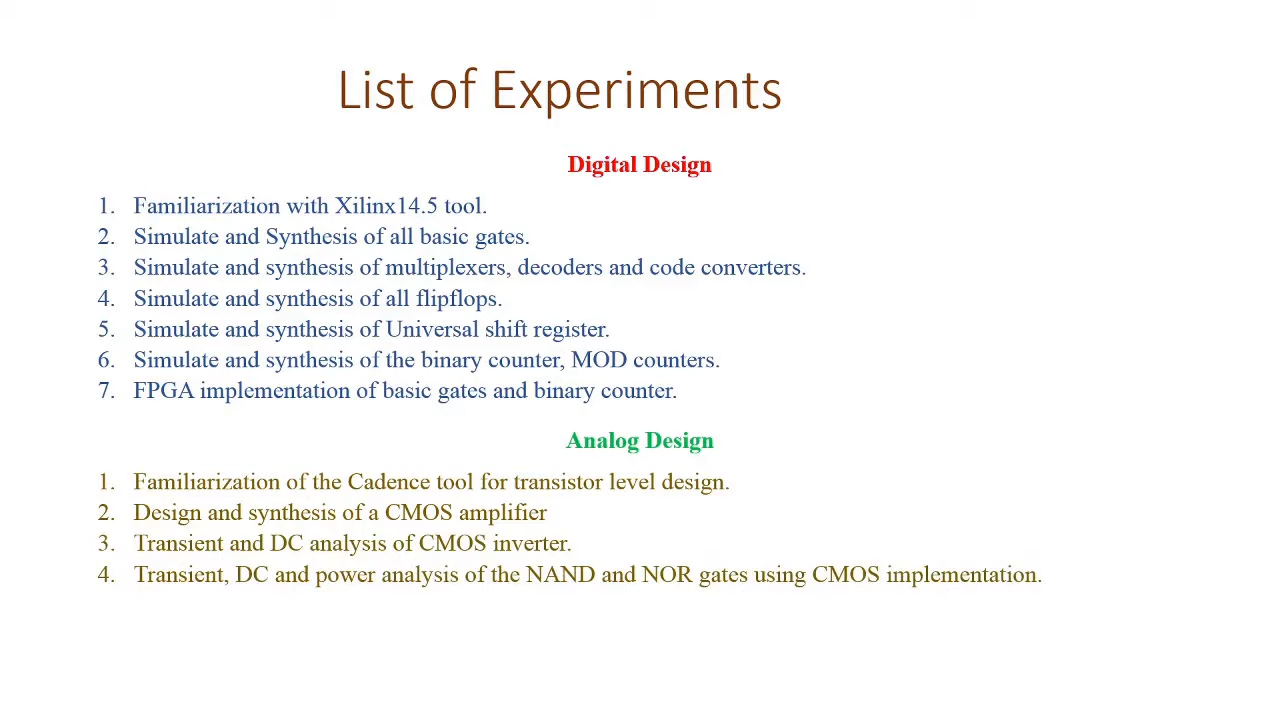 List of Experiments
Digital Design
1. Familiarization with Xilinx14.5 tool.
2. Simulate and Synthesis of all basic gates.
3. Simulate and synthesis of multiplexers, decoders and code converters.
4. Simulate and synthesis of all flipflops.
5. Simulate and synthesis of Universal shift register.
6. Simulate and synthesis of the binary counter, MOD counters.
7. FPGA implementation of basic gates and binary counter.
Analog Design
1. Familiarization of the Cadence tool for transistor level design.
2. Design and synthesis of a CMOS amplifier
3. Transient and DC analysis of CMOS inverter.
4. Transient, DC and power analysis of the NAND and NOR gates using CMOS implementation.